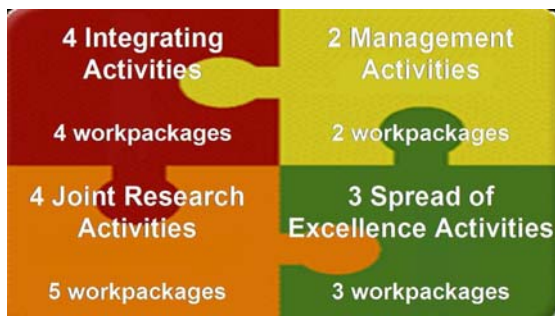 4 Integrating
Activities
4 workpackages
2 Management
Activities
2 workpackages
4 Joint Research
Activities
5 workpackages
3 Spread of
Excellence Activities
3 workpackages